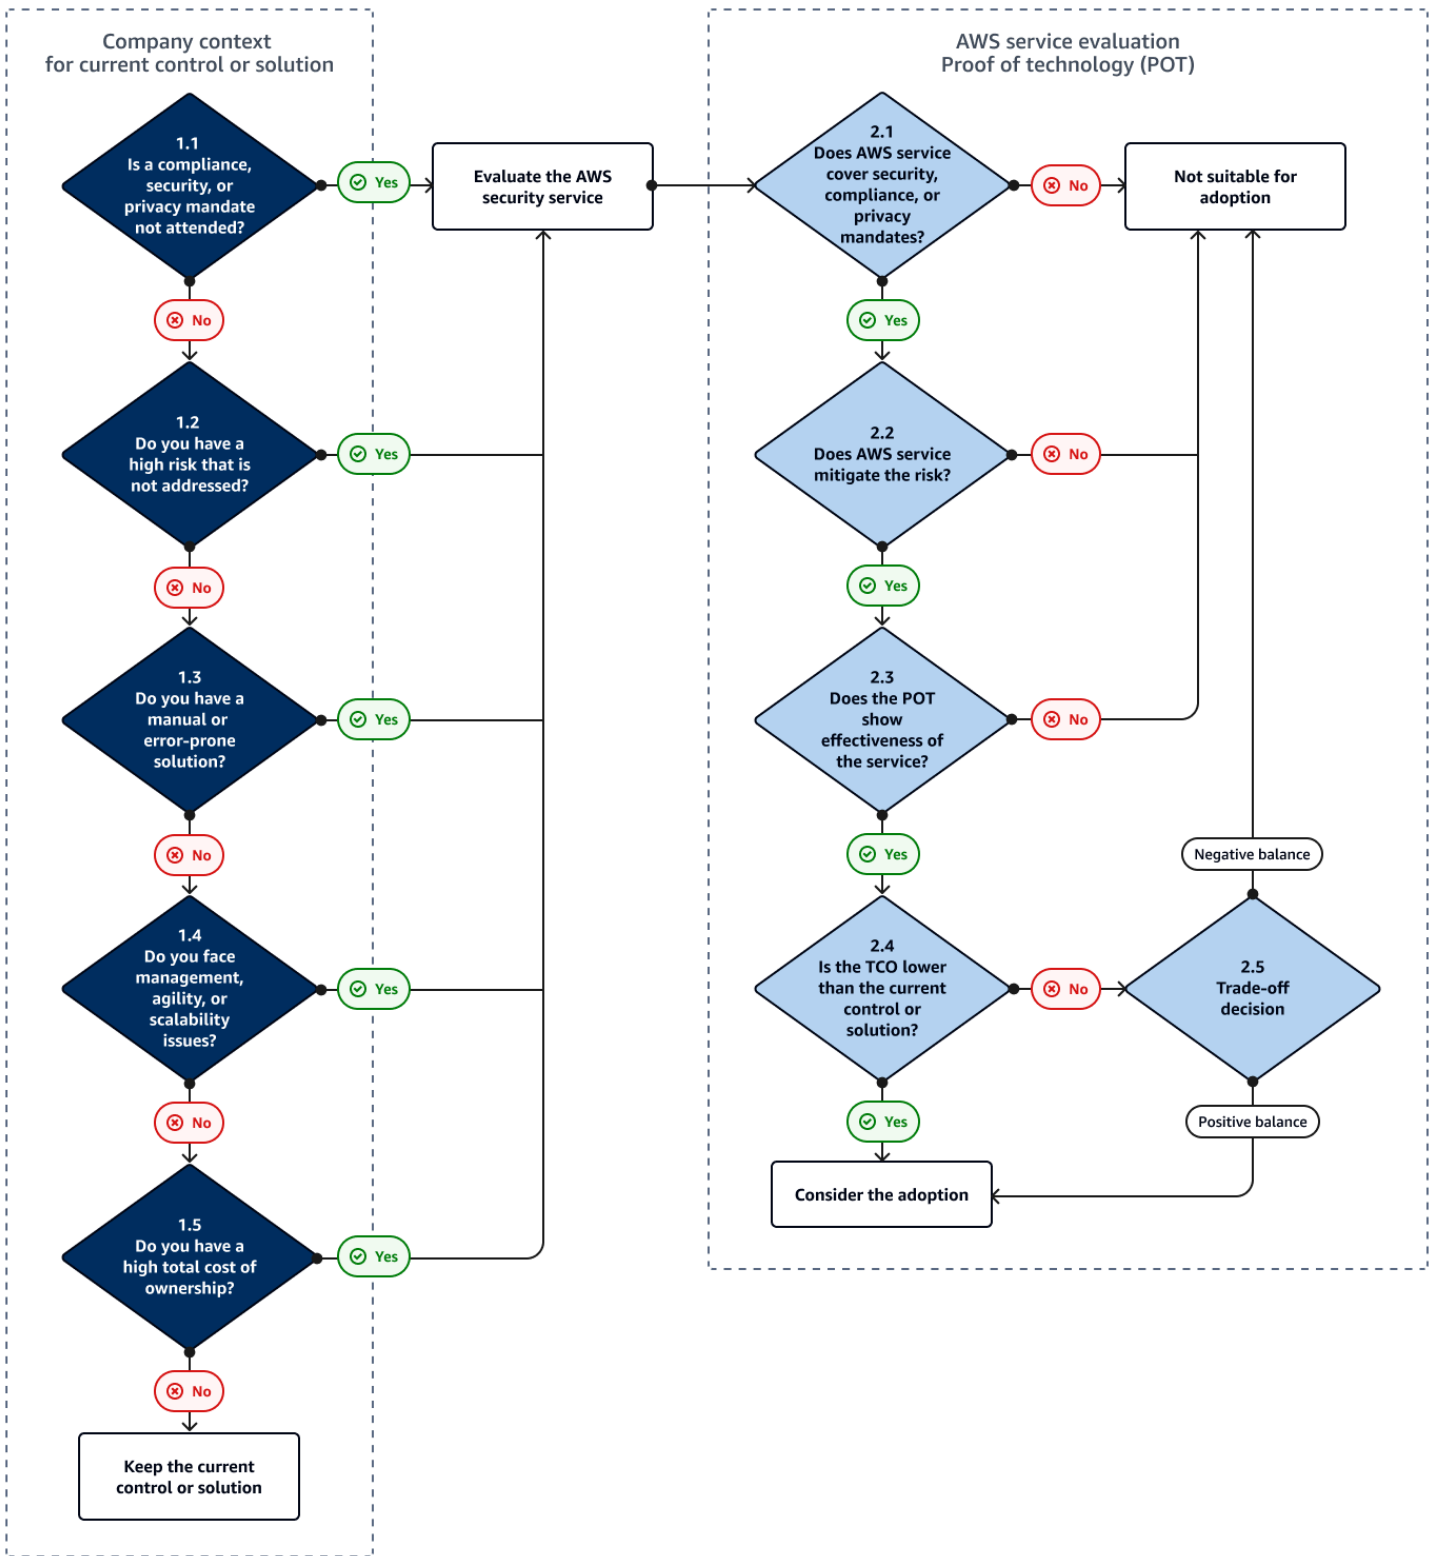 Company context
for current control or solution
1.1
Is a compliance,
security, or
privacy mandate
not attended?
Yes
No
1.2
Do you have a
high risk that is
not addressed?
Yes
No
1.3
Do you have a
manual or
error-prone
solution?
Yes
No
1.4
Do you face
management,
agility, or
scalability
issues?
Yes
No
1.5
Do you have a
high total cost of
ownership?
Yes
No
Keep the current
control or solution
Evaluate the AWS
security service
AWS service evaluation
Proof of technology (POT)
2.1
Does AWS service
cover security,
compliance, or
privacy
mandates?
No
Not suitable for
adoption
Yes
2.2
Does AWS service
mitigate the risk?
No
Yes
2.3
Does the POT
show
effectiveness of
the service?
No
Yes
2.4
Is the TCO lower
than the current
control or
solution?
No
Negative balance
2.5
Trade-off
decision
Positive balance
Yes
Consider the adoption